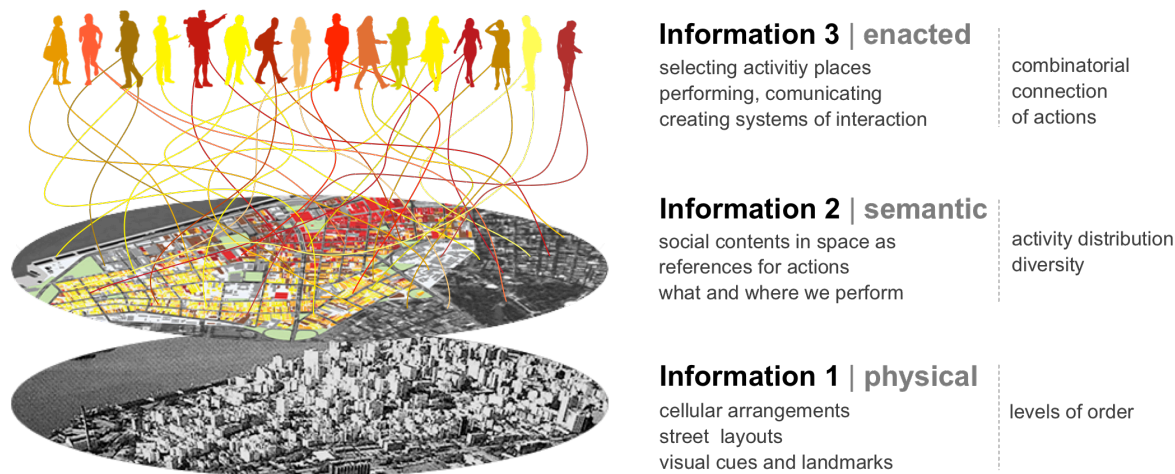 Information 3 | enacted
selecting activitiy places
performing, comunicating
creating systems of interaction
combinatorial
connection
of actions
Information 2 | semantic
social contents in space as
references for actions
what and where we perform
activity distribution
diversity
Information 1 | physical
cellular arrangements
street layouts
visual cues and landmarks
levels of order